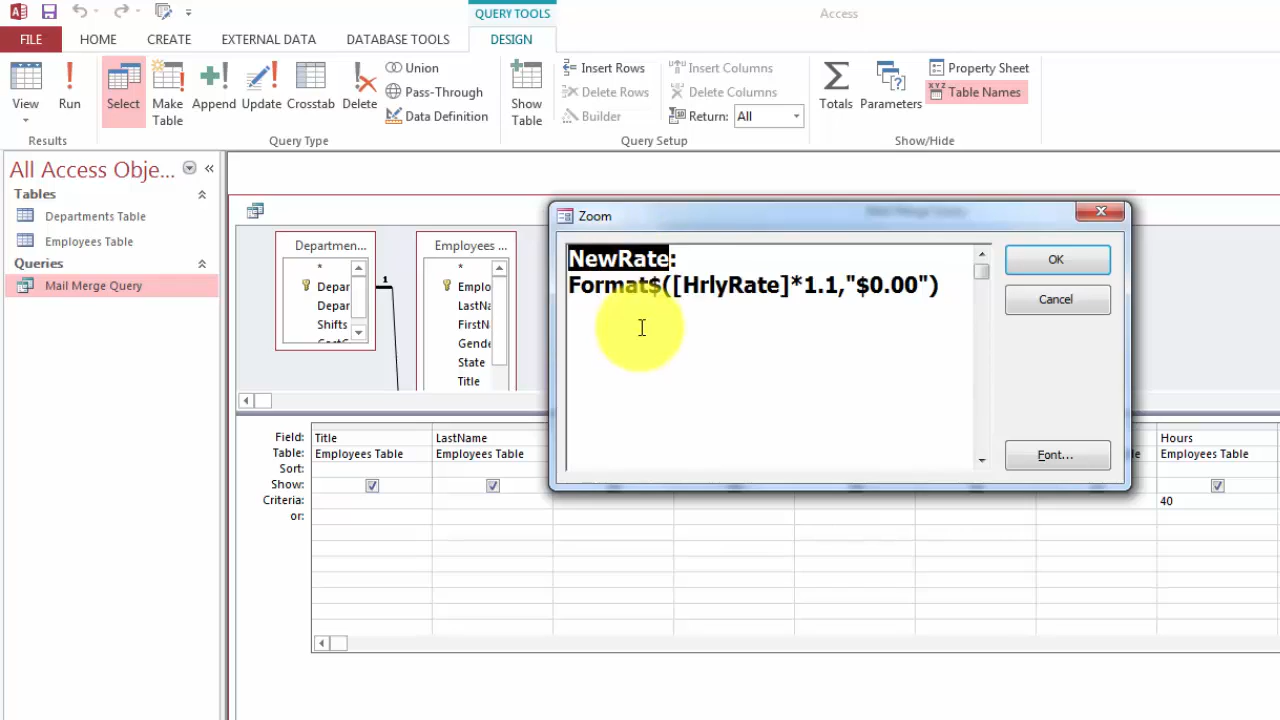 QUERY TOOLS
Access
FILE HOME CREATE EXTERNAL DATA DATABASE TOOLS DESIGN
View
Run
Select
Make Table
Append
Update
Crosstab
Delete
Union
Pass-Through
Data Definition
Show Table
Insert Rows
Delete Rows
Builder
Insert Columns
Delete Columns
Return: All
Totals
Parameters
Property Sheet
XYZ Table Names
Results
Query Type
Query Setup
Show/Hide
All Access Obje...
Tables
Departments Table
Employees Table
Queries
Mail Merge Query
Mail Merge Query
Departmen...
*
Depar
Depar
Shifts
1
Employees ...
*
Emplo
LastNa
FirstN
Gende
State
Title
Zoom
NewRate:
Format$([HrlyRate]*1.1,"$0.00")
OK
Cancel
Font...
Field: Title LastName Hours
Table: Employees Table Employees Table le Employees Table
Sort:
Show:
Criteria: 40
or: